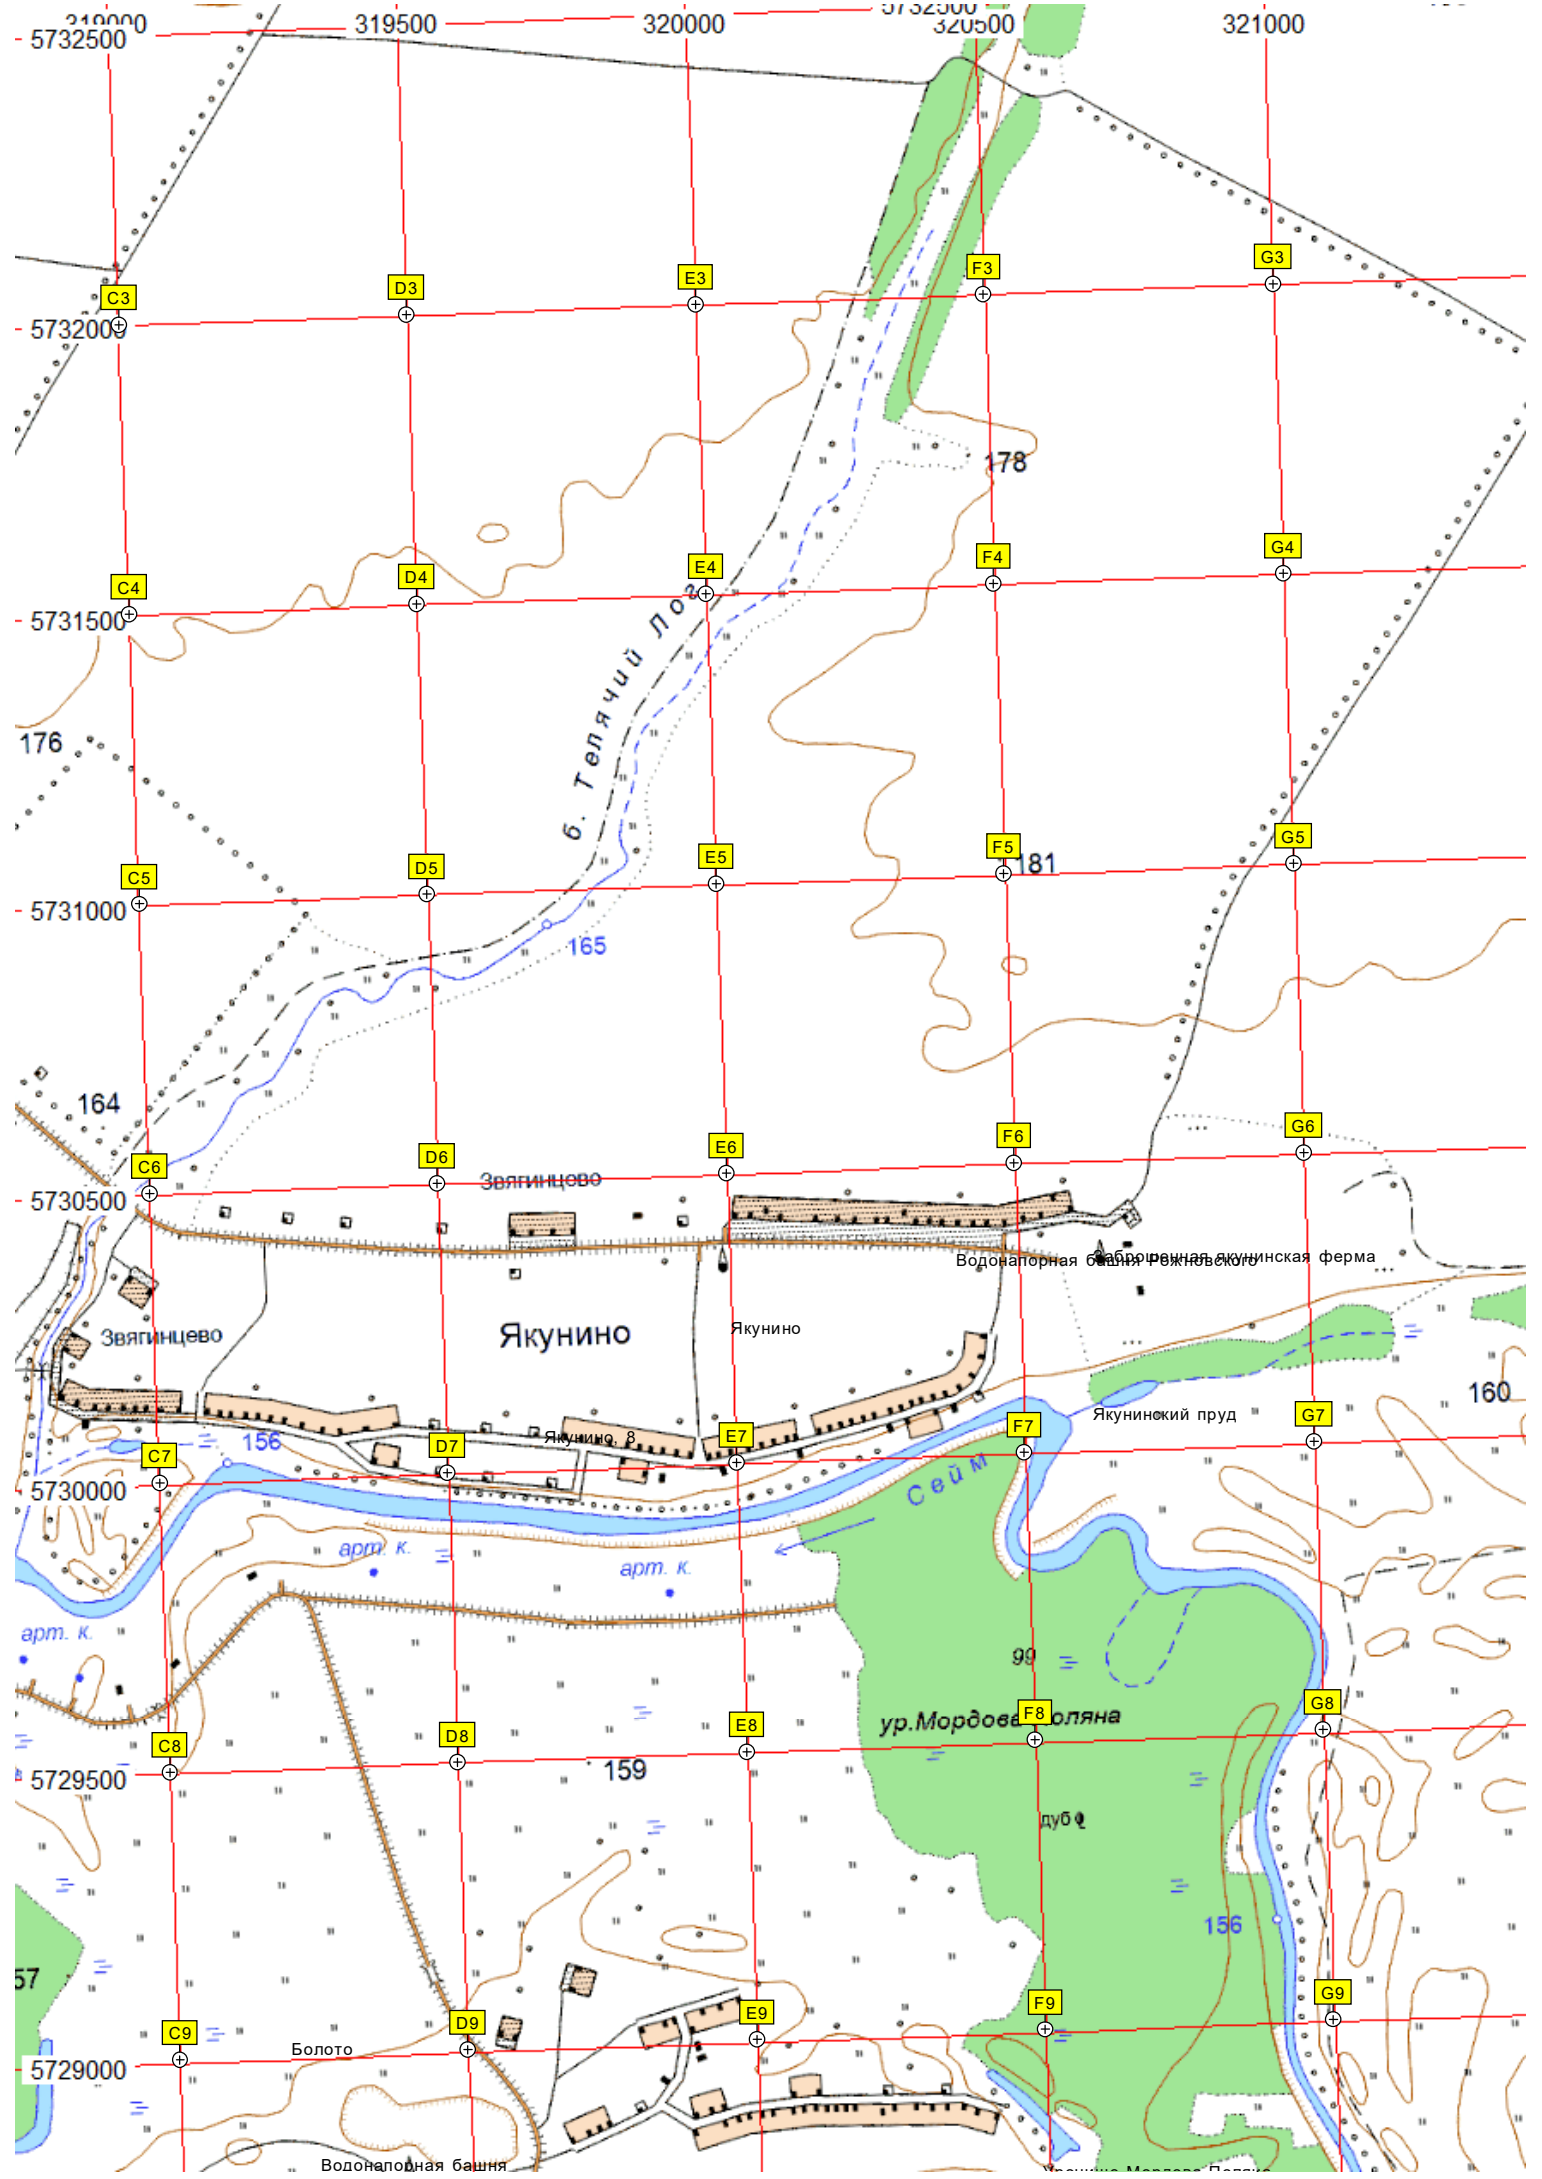 319000 319500 320000 320500 321000
5732500
5732500
C3 D3 E3 F3 G3
5732000
178
C4 D4 E4 F4 G4
5731500
б. Телячий Лог
176
C5 D5 E5 F5 G5
181
5731000
165
164
C6 D6 E6 F6 G6
Звягинцево
5730500
Водонапорная башня Рожновского
Заброшенная якунинская ферма
Звягинцево
Якунино
Якунино
160
Якунинский пруд
156
Якунино, 8
C7 D7 E7 F7 G7
5730000
Сейм
арт. к.
арт. к.
арт. к.
99
ур.Мордова Поляна
C8 D8 E8 F8 G8
5729500
159
дуб
156
57
C9 D9 E9 F9 G9
Болото
5729000
Водонапорная башня
Урочище Мордова Поляна